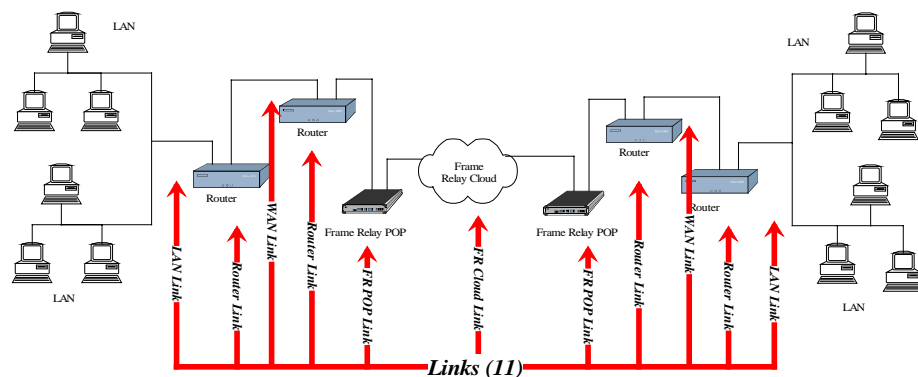 LAN
LAN
Router
Router
Frame
Relay Cloud
Router
Router
Frame Relay POP
Frame Relay POP
LAN
LAN
LAN Link
Router Link
WAN Link
Router Link
FR POP Link
FR Cloud Link
FR POP Link
Router Link
WAN Link
Router Link
LAN Link
Links (11)